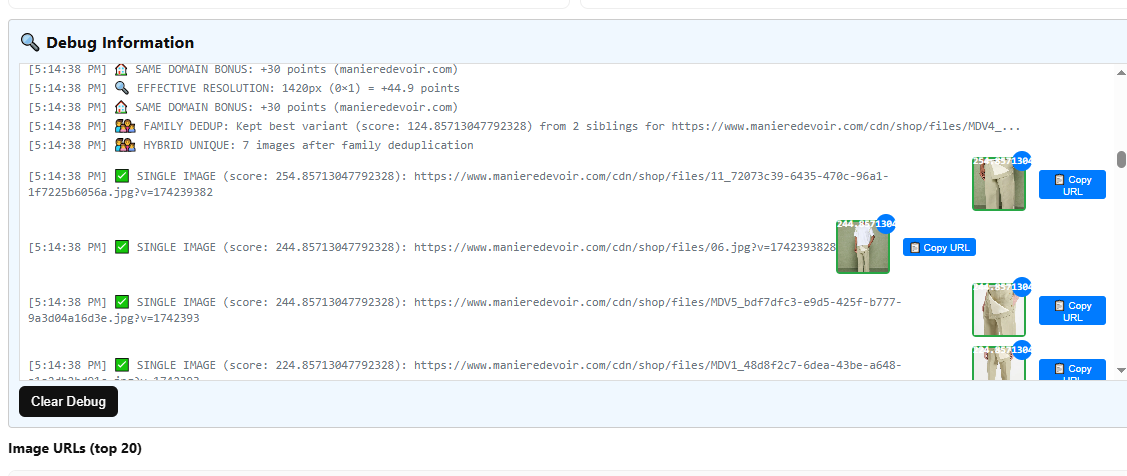 Debug Information
[5:14:38 PM] 🏠 SAME DOMAIN BONUS: +30 points (manieredevoir.com)
[5:14:38 PM] 🔍 EFFECTIVE RESOLUTION: 1420px (0×1) = +44.9 points
[5:14:38 PM] 🏠 SAME DOMAIN BONUS: +30 points (manieredevoir.com)
[5:14:38 PM] 👨‍👩‍👧 FAMILY DEDUP: Kept best variant (score: 124.85713047792328) from 2 siblings for https://www.manieredevoir.com/cdn/shop/files/MDV4_...
[5:14:38 PM] 👨‍👩‍👧 HYBRID UNIQUE: 7 images after family deduplication
[5:14:38 PM] ✅ SINGLE IMAGE (score: 254.85713047792328): https://www.manieredevoir.com/cdn/shop/files/11_72073c39-6435-470c-96a1-
1f7225b6056a.jpg?v=174239382
254.8571304
Copy
URL
[5:14:38 PM] ✅ SINGLE IMAGE (score: 244.85713047792328): https://www.manieredevoir.com/cdn/shop/files/06.jpg?v=1742393828
244.8571304
Copy URL
[5:14:38 PM] ✅ SINGLE IMAGE (score: 244.85713047792328): https://www.manieredevoir.com/cdn/shop/files/MDV5_bdf7dfc3-e9d5-425f-b777-
9a3d04a16d3e.jpg?v=1742393
244.8571304
Copy
URL
[5:14:38 PM] ✅ SINGLE IMAGE (score: 224.85713047792328): https://www.manieredevoir.com/cdn/shop/files/MDV1_48d8f2c7-6dea-43be-a648-
224.8571304
Copy
URL
Clear Debug
Image URLs (top 20)